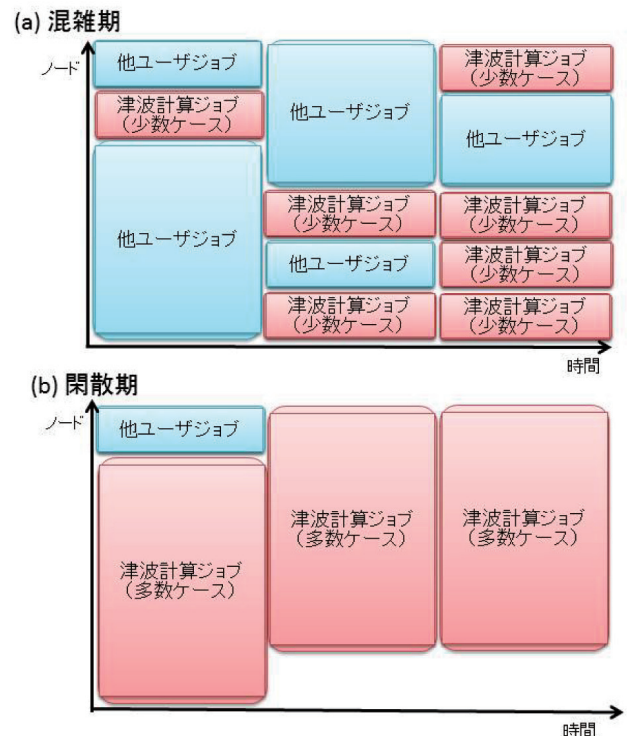 (a) 混雑期
ノード
他ユーザジョブ
津波計算ジョブ
(少数ケース)
他ユーザジョブ
他ユーザジョブ
津波計算ジョブ
(少数ケース)
他ユーザジョブ
津波計算ジョブ
(少数ケース)
津波計算ジョブ
(少数ケース)
他ユーザジョブ
津波計算ジョブ
(少数ケース)
津波計算ジョブ
(少数ケース)
津波計算ジョブ
(少数ケース)
時間
(b) 閑散期
ノード
他ユーザジョブ
津波計算ジョブ
(多数ケース)
津波計算ジョブ
(多数ケース)
津波計算ジョブ
(多数ケース)
時間